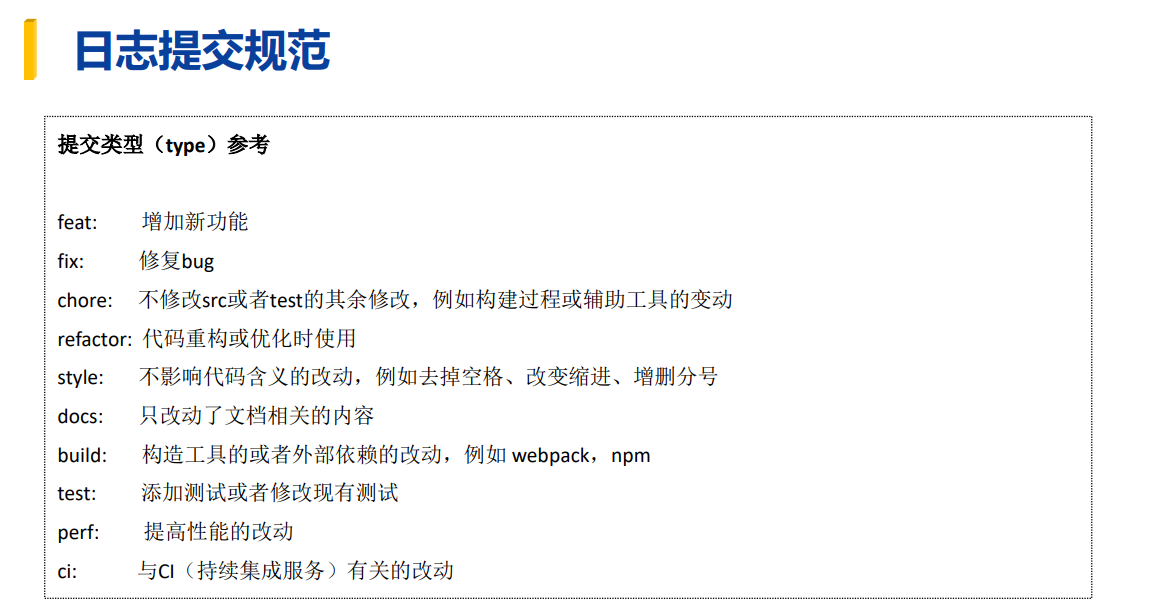 日志提交规范
提交类型（type）参考
feat: 增加新功能
fix: 修复bug
chore: 不修改src或者test的其余修改，例如构建过程或辅助工具的变动
refactor: 代码重构或优化时使用
style: 不影响代码含义的改动，例如去掉空格、改变缩进、增删分号
docs: 只改动了文档相关的内容
build: 构造工具的或者外部依赖的改动，例如 webpack，npm
test: 添加测试或者修改现有测试
perf: 提高性能的改动
ci: 与CI（持续集成服务）有关的改动